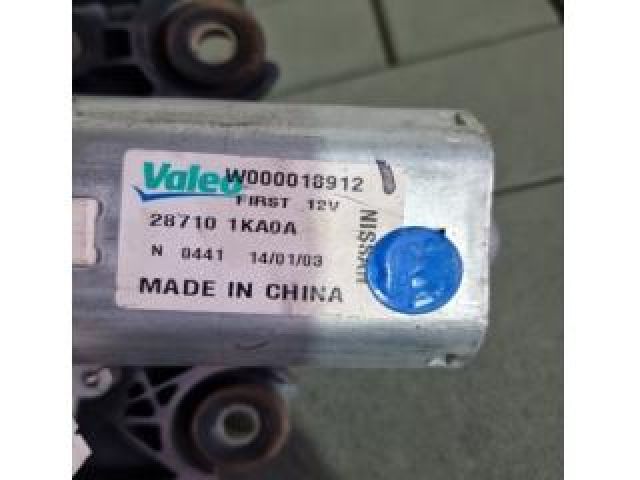 Valeo W000018912
FIRST 12V
28710 1KA0A
N 0441 14/01/03
MADE IN CHINA
NISSAN